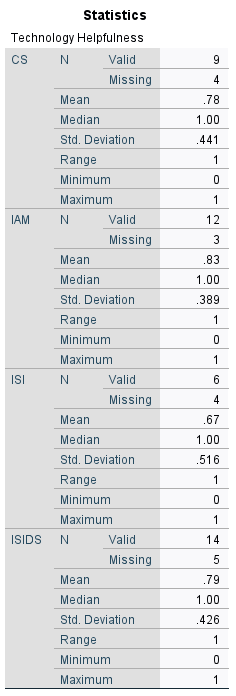 Statistics
Technology Helpfulness
CS N Valid 9
Missing 4
Mean .78
Median 1.00
Std. Deviation .441
Range 1
Minimum 0
Maximum 1
IAM N Valid 12
Missing 3
Mean .83
Median 1.00
Std. Deviation .389
Range 1
Minimum 0
Maximum 1
ISI N Valid 6
Missing 4
Mean .67
Median 1.00
Std. Deviation .516
Range 1
Minimum 0
Maximum 1
ISIDS N Valid 14
Missing 5
Mean .79
Median 1.00
Std. Deviation .426
Range 1
Minimum 0
Maximum 1